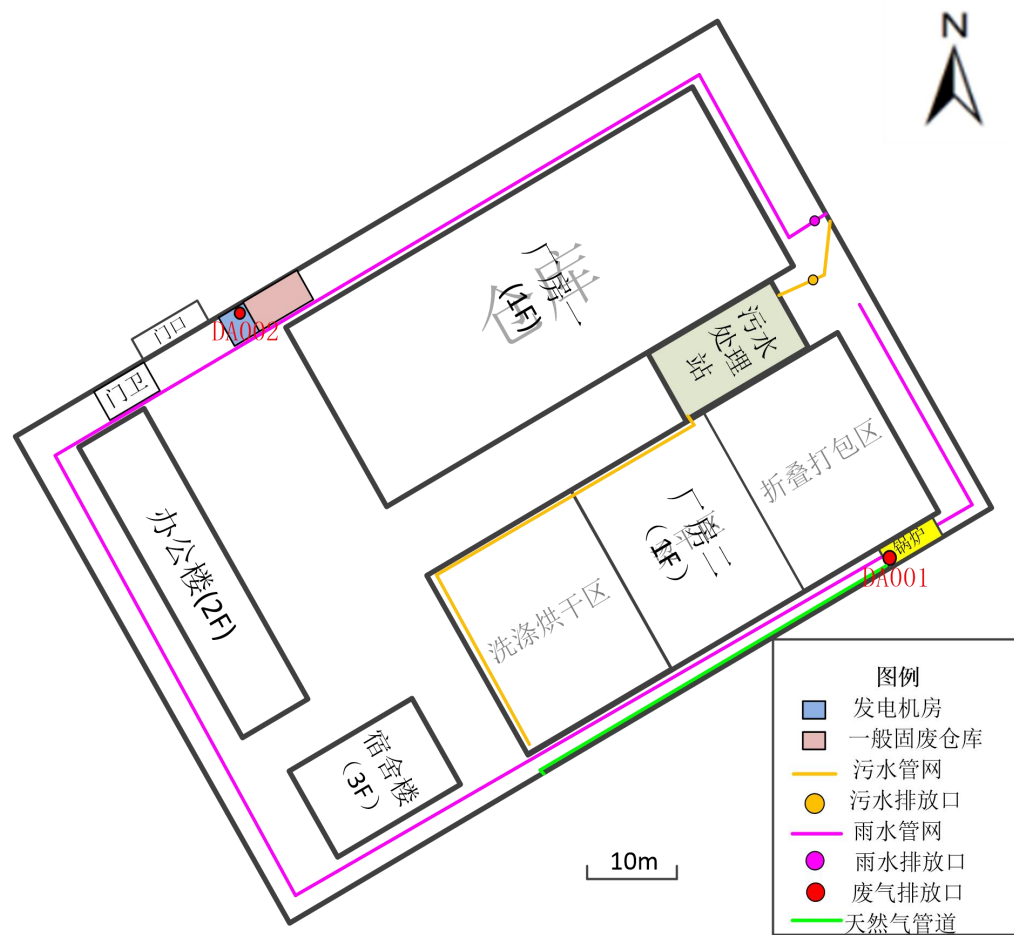 N
仓库
厂房一
(1F)
门口
DA002
门卫
污水
处理
站
折叠打包区
办公楼(2F)
厂房二
(1F)
锅炉
DA001
洗涤烘干区
宿舍楼
(3F)
10m
图例
发电机房
一般固废仓库
污水管网
污水排放口
雨水管网
雨水排放口
废气排放口
天然气管道